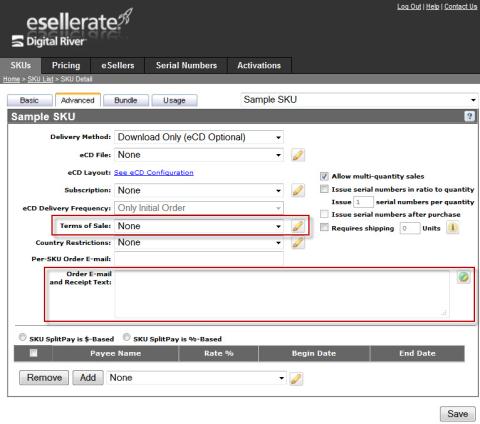 Log Out | Help | Contact Us
esellerate
Digital River
SKUs Pricing eSellers Serial Numbers Activations
Home > SKU List > SKU Detail
Basic Advanced Bundle Usage Sample SKU
Sample SKU ?
Delivery Method: Download Only (eCD Optional)
eCD File: None
eCD Layout: See eCD Configuration
Allow multi-quantity sales
Subscription: None
Issue serial numbers in ratio to quantity
Issue 1 serial numbers per quantity
eCD Delivery Frequency: Only Initial Order
Issue serial numbers after purchase
Terms of Sale: None
Requires shipping 0 Units
Country Restrictions: None
Per-SKU Order E-mail:
Order E-mail
and Receipt Text:
SKU SplitPay is $-Based SKU SplitPay is %-Based
Payee Name Rate % Begin Date End Date
Remove Add None
Save